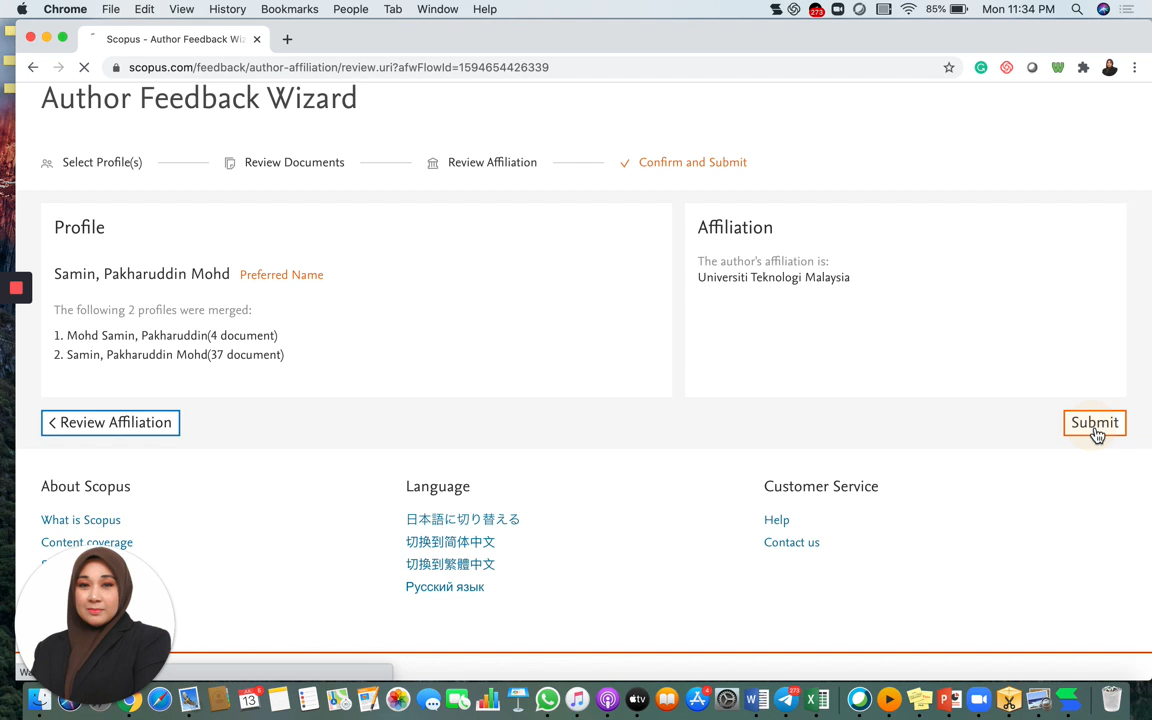 Chrome File Edit View History Bookmarks People Tab Window Help 273 85% Mon 11:34 PM
Scopus - Author Feedback Wiz
scopus.com/feedback/author-affiliation/review.uri?afwFlowId=1594654426339
Author Feedback Wizard
Select Profile(s) Review Documents Review Affiliation Confirm and Submit
Profile
Samin, Pakharuddin Mohd Preferred Name
The following 2 profiles were merged:
1. Mohd Samin, Pakharuddin(4 document)
2. Samin, Pakharuddin Mohd(37 document)
Affiliation
The author's affiliation is:
Universiti Teknologi Malaysia
< Review Affiliation
Submit
About Scopus
What is Scopus
Content coverage
Language
日本語に切り替える
切换到简体中文
切換到繁體中文
Русский язык
Customer Service
Help
Contact us